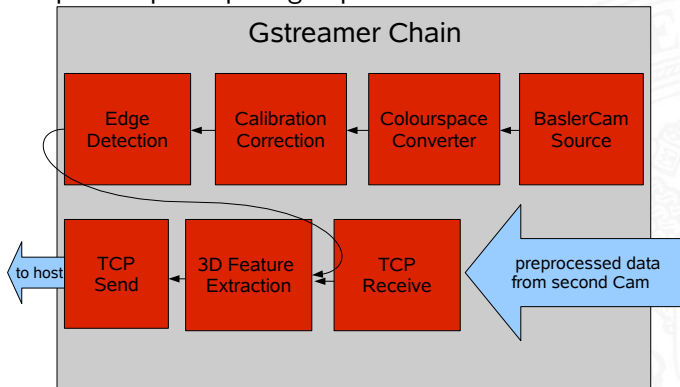 Gstreamer Chain
Edge
Detection
Calibration
Correction
Colourspace
Converter
BaslerCam
Source
to host
TCP
Send
3D Feature
Extraction
TCP
Receive
preprocessed data
from second Cam